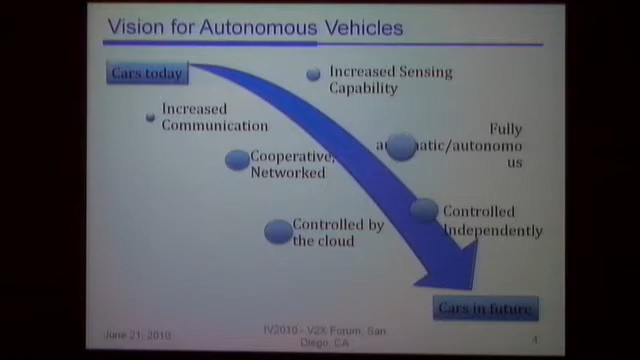 Vision for Autonomous Vehicles
Cars today
Increased Sensing
Capability
Increased
Communication
Fully
automatic/autonomo
us
Cooperative,
Networked
Controlled
Independently
Controlled by
the cloud
Cars in future
June 21, 2010
IV2010 - V2X Forum, San
Diego, CA
4